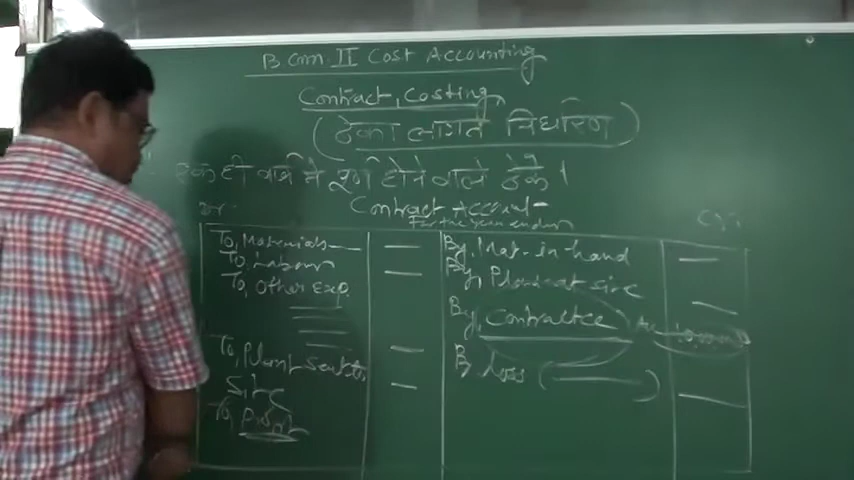 B Com. II Cost Accounting
Contract, Costing,
(ठेका लागत निर्धारण)
एक ही वर्ष में पूर्ण होने वाले ठेके।
Dr. Contract Account - Cr.
For the year ending
To, Materials By, Mat-in-hand
To, Labour By, Plant at site
To, Other Exp.
By, Contractee A/c
To, Plant Sent to By, Loss
Site
To, Profit